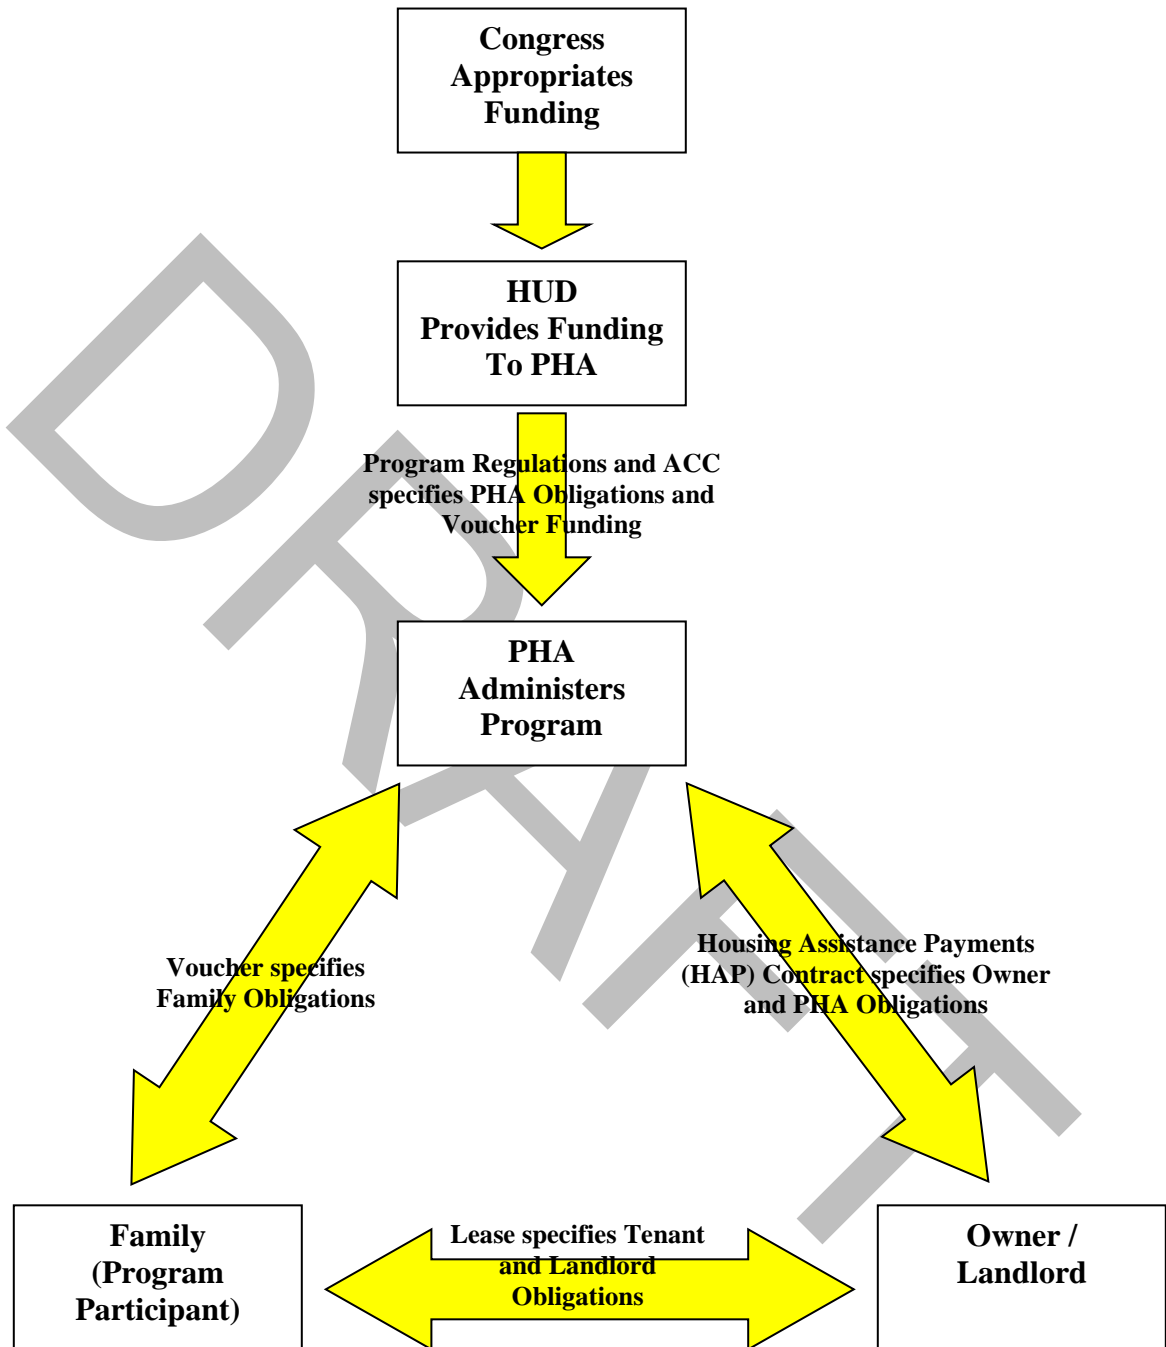 Congress
Appropriates
Funding
HUD
Provides Funding
To PHA
Program Regulations and ACC
specifies PHA Obligations and
Voucher Funding
PHA
Administers
Program
Voucher specifies
Family Obligations
Housing Assistance Payments
(HAP) Contract specifies Owner
and PHA Obligations
Family
(Program
Participant)
Lease specifies Tenant
and Landlord
Obligations
Owner /
Landlord
DRAFT